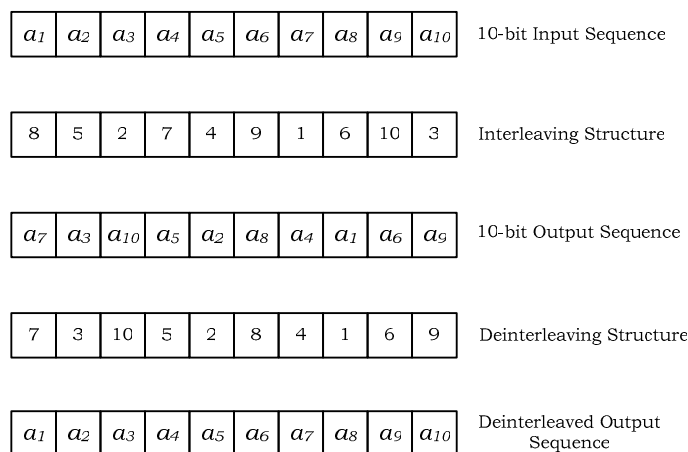 a1 a2 a3 a4 a5 a6 a7 a8 a9 a10 10-bit Input Sequence
8 5 2 7 4 9 1 6 10 3 Interleaving Structure
a7 a3 a10 a5 a2 a8 a4 a1 a6 a9 10-bit Output Sequence
7 3 10 5 2 8 4 1 6 9 Deinterleaving Structure
a1 a2 a3 a4 a5 a6 a7 a8 a9 a10 Deinterleaved Output
Sequence